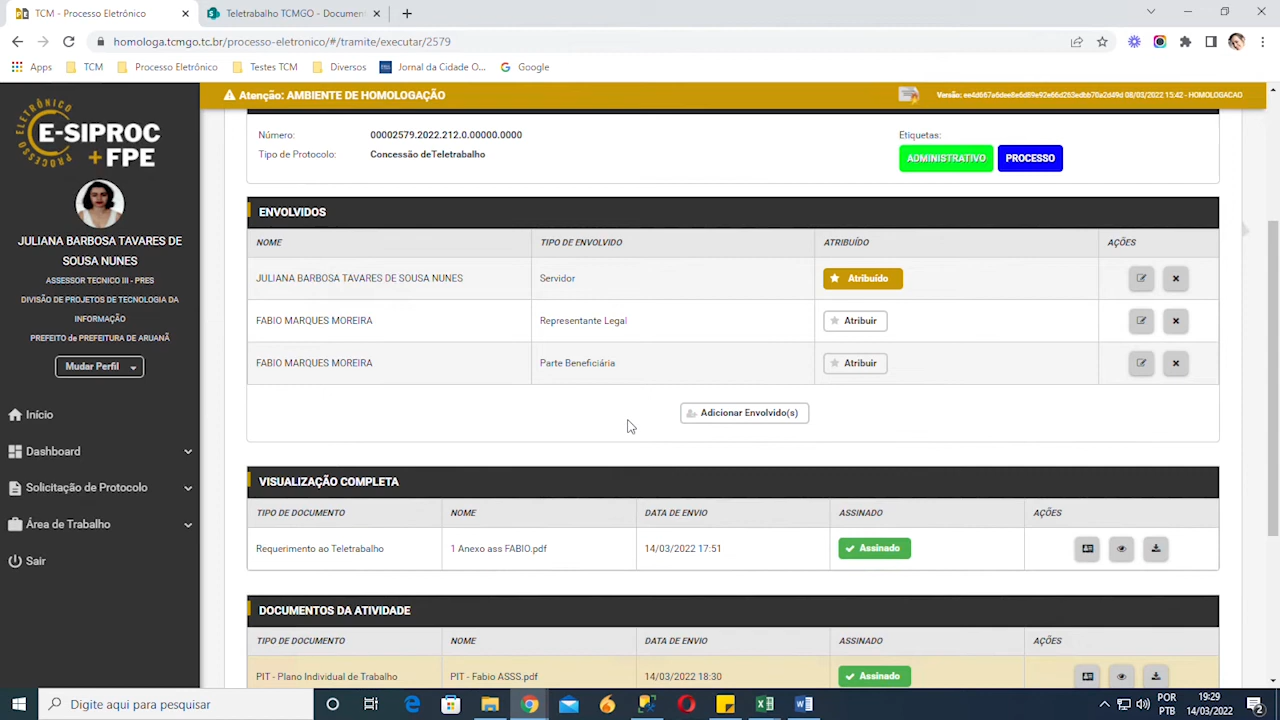 TCM - Processo Eletrônico
Teletrabalho TCMGO - Documen
homologa.tcmgo.tc.br/processo-eletronico/#/tramite/executar/2579
Apps TCM Processo Eletrônico Testes TCM Diversos Jornal da Cidade O... Google
Atenção: AMBIENTE DE HOMOLOGAÇÃO
PROCESSO ELETRÔNICO
E-SIPROC
+FPE
JULIANA BARBOSA TAVARES DE
SOUSA NUNES
ASSESSOR TECNICO III - PRES
DIVISÃO DE PROJETOS DE TECNOLOGIA DA
INFORMAÇÃO
PREFEITO de PREFEITURA DE ARUANÃ
Mudar Perfil
Início
Dashboard
Solicitação de Protocolo
Área de Trabalho
Sair
Número: 00002579.2022.212.0.00000.0000
Tipo de Protocolo: Concessão deTeletrabalho
Etiquetas:
ADMINISTRATIVO PROCESSO
ENVOLVIDOS
NOME TIPO DE ENVOLVIDO ATRIBUÍDO AÇÕES
JULIANA BARBOSA TAVARES DE SOUSA NUNES Servidor Atribuído
FABIO MARQUES MOREIRA Representante Legal Atribuir
FABIO MARQUES MOREIRA Parte Beneficiária Atribuir
Adicionar Envolvido(s)
VISUALIZAÇÃO COMPLETA
TIPO DE DOCUMENTO NOME DATA DE ENVIO ASSINADO AÇÕES
Requerimento ao Teletrabalho 1 Anexo ass FABIO.pdf 14/03/2022 17:51 Assinado
DOCUMENTOS DA ATIVIDADE
TIPO DE DOCUMENTO NOME DATA DE ENVIO ASSINADO AÇÕES
PIT - Plano Individual de Trabalho PIT - Fabio ASSS.pdf 14/03/2022 18:30 Assinado
Digite aqui para pesquisar
POR
PTB
19:29
14/03/2022
2